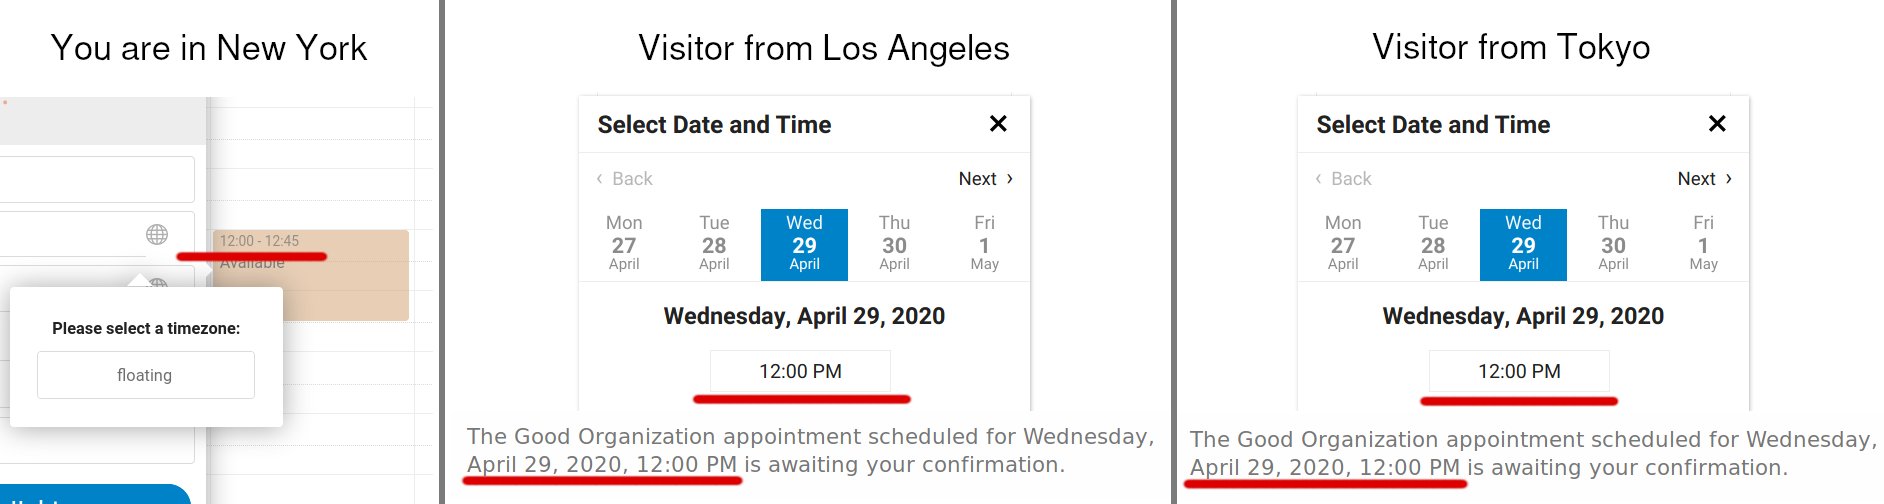 You are in New York
12:00 - 12:45
Available
Please select a timezone:
floating
Visitor from Los Angeles
Select Date and Time
‹ Back
Next ›
Mon Tue Wed Thu Fri
27 28 29 30 1
April April April April May
Wednesday, April 29, 2020
12:00 PM
The Good Organization appointment scheduled for Wednesday,
April 29, 2020, 12:00 PM is awaiting your confirmation.
Visitor from Tokyo
Select Date and Time
‹ Back
Next ›
Mon Tue Wed Thu Fri
27 28 29 30 1
April April April April May
Wednesday, April 29, 2020
12:00 PM
The Good Organization appointment scheduled for Wednesday,
April 29, 2020, 12:00 PM is awaiting your confirmation.